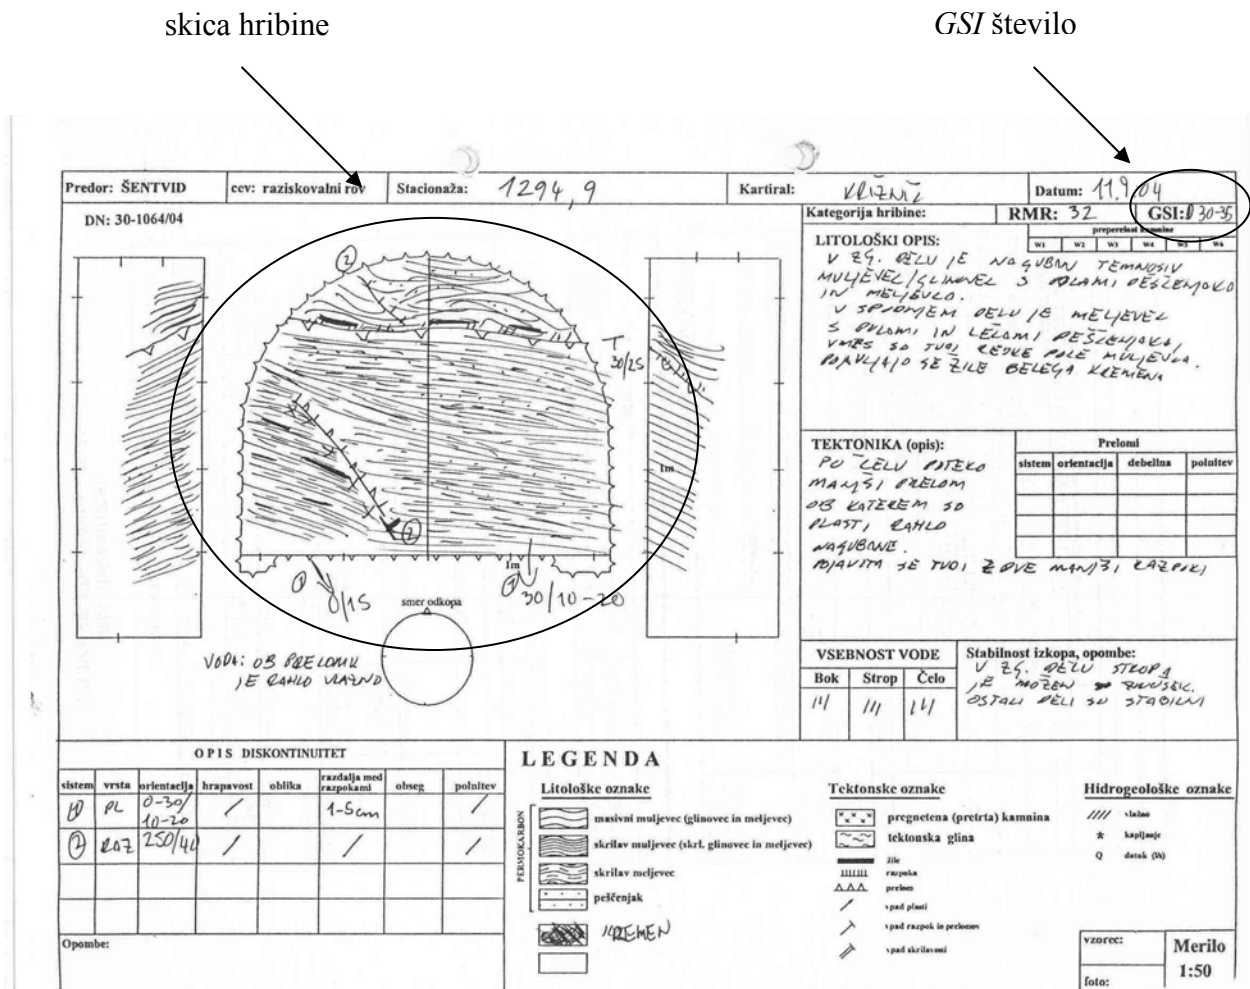 skica hribine
GSI število
Predor: ŠENTVID
cev: raziskovalni rov
Stacionaža: 1294,9
Kartiral: KRIŽNIČ
Datum: 11.9.04
DN: 30-1064/04
Kategorija hribine:
RMR: 32
GSI: 30-35
preperelost kamnine
W1 W2 W3 W4 W5 W6
LITOLOŠKI OPIS:
V ZG. DELU JE NAGUBAN TEMNOSIV
MULJEVEC/GLINOVEC S POLAMI PEŠČENJAKA
IN MELJEVCA.
V SPODNJEM DELU JE MELJEVEC
S POLAMI IN LEČAMI PEŠČENJAKA,
VMES SO TUDI REDKE POLE MULJEVCA.
POJAVLJAJO SE ŽILE BELEGA KREMENA
2
T
30/25
1m
2
1m
1
0/15
1
30/10-20
smer odkopa
VODA: OB PRELOMU
JE RAHLO VLAŽNO
TEKTONIKA (opis):
PO ČELU POTEKA
MANJŠI PRELOM
OB KATEREM SO
PLASTI RAHLO
NAGUBANE.
POJAVITA SE TUDI 2 DVE MANJŠI RAZPOKI
Prelomi
sistem orientacija debelina polnitev
VSEBNOST VODE
Bok Strop Čelo
/// /// ///
Stabilnost izkopa, opombe:
V ZG. DELU STROPA
JE MOŽEN ZRUŠEK.
OSTALI DELI SO STABILNI
OPIS DISKONTINUITET
sistem vrsta orientacija hrapavost oblika razdalja med razpokami obseg polnitev
1 PL 0-30/ / 1-5cm /
10-20
2 RAZ 250/40 / / /
Opombe:
LEGENDA
Litološke oznake
PERMOKARBON
masivni muljevec (glinovec in meljevec)
skrilav muljevec (skrl. glinovec in meljevec)
skrilav meljevec
peščenjak
KREMEN
Tektonske oznake
pregnetena (pretrta) kamnina
tektonska glina
žile
razpoka
prelom
vpad plasti
vpad razpok in prelomov
vpad skrilavosti
Hidrogeološke oznake
//// vlažno
* kapljanje
Q dotok (l/s)
vzorec:
foto:
Merilo
1:50